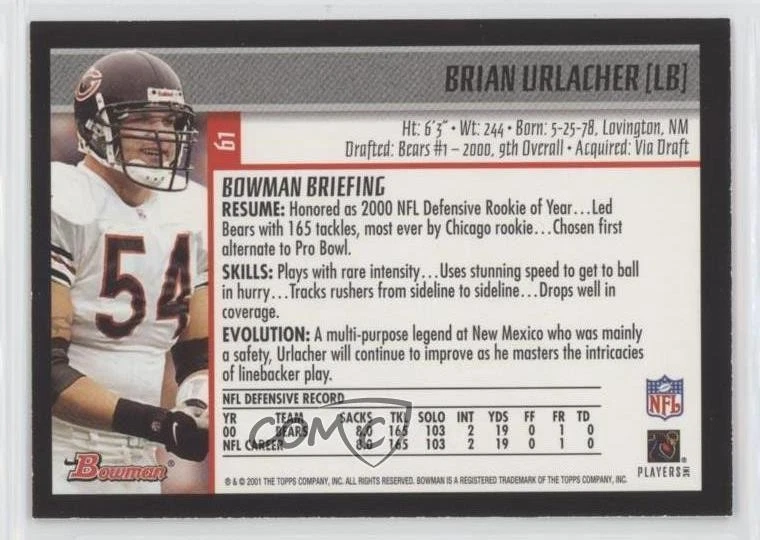 BRIAN URLACHER [LB]
Riddell
61
Ht: 6'3" • Wt: 244 • Born: 5-25-78, Lovington, NM
Drafted: Bears #1 – 2000, 9th Overall • Acquired: Via Draft
BOWMAN BRIEFING
RESUME: Honored as 2000 NFL Defensive Rookie of Year...Led
Bears with 165 tackles, most ever by Chicago rookie...Chosen first
alternate to Pro Bowl.
SKILLS: Plays with rare intensity...Uses stunning speed to get to ball
in hurry...Tracks rushers from sideline to sideline...Drops well in
coverage.
EVOLUTION: A multi-purpose legend at New Mexico who was mainly
a safety, Urlacher will continue to improve as he masters the intricacies
of linebacker play.
54
NFL DEFENSIVE RECORD
YR TEAM SACKS TKL SOLO INT YDS FF FR TD
00 BEARS 8.0 165 103 2 19 0 1 0
NFL CAREER 8.0 165 103 2 19 0 1 0
COMC
NFL
PLAYERS INC
Bowman®
® & © 2001 THE TOPPS COMPANY, INC. ALL RIGHTS RESERVED. BOWMAN IS A REGISTERED TRADEMARK OF THE TOPPS COMPANY, INC.